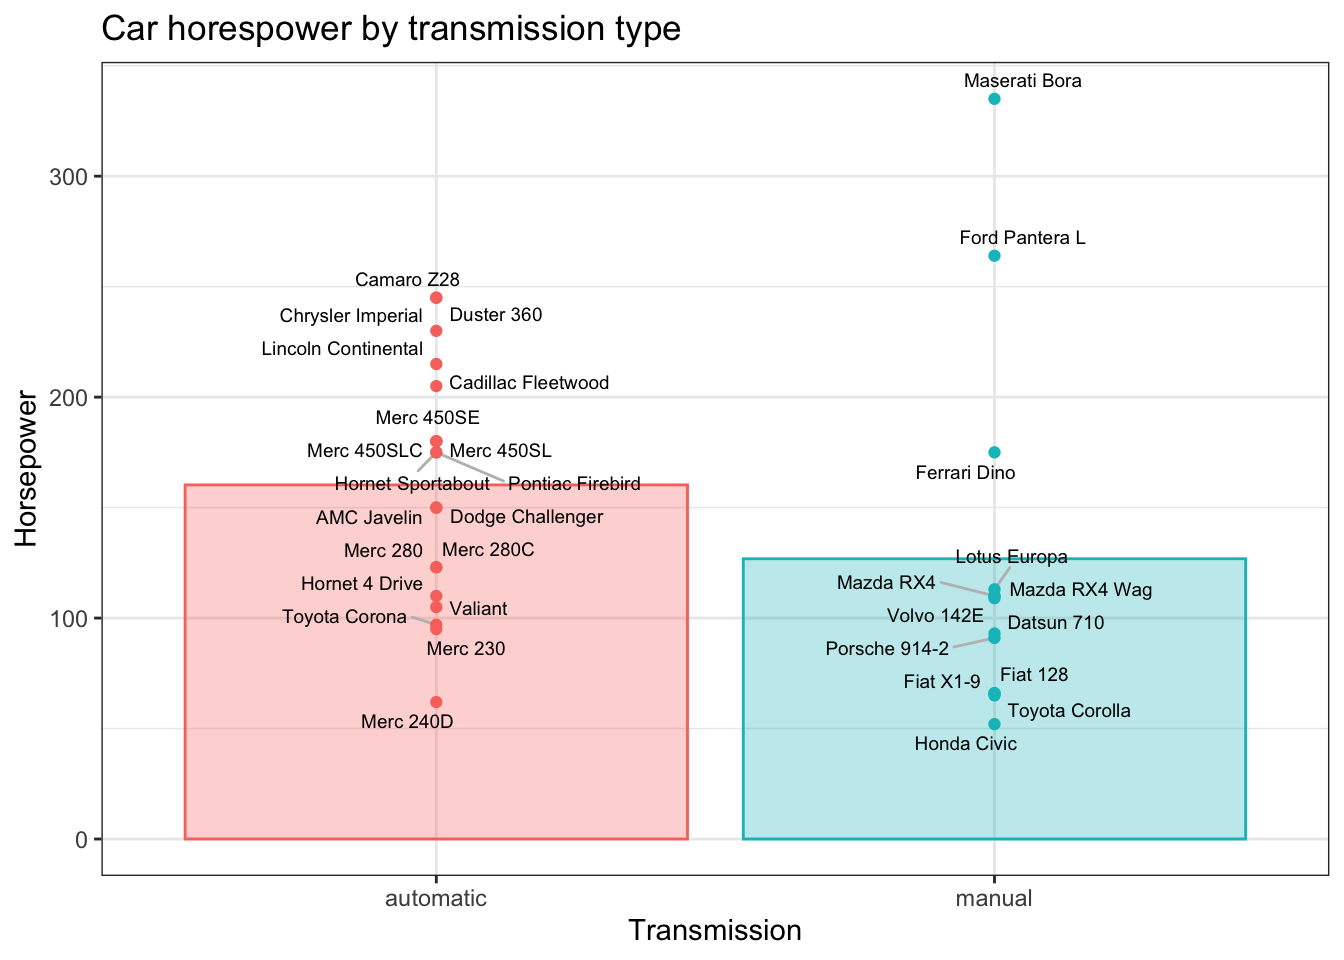 Car horespower by transmission type
Horsepower
300
200
100
0
Camaro Z28
Chrysler Imperial
Duster 360
Lincoln Continental
Cadillac Fleetwood
Merc 450SE
Merc 450SLC
Merc 450SL
Hornet Sportabout
Pontiac Firebird
AMC Javelin
Dodge Challenger
Merc 280
Merc 280C
Hornet 4 Drive
Valiant
Toyota Corona
Merc 230
Merc 240D
Maserati Bora
Ford Pantera L
Ferrari Dino
Lotus Europa
Mazda RX4
Mazda RX4 Wag
Volvo 142E
Datsun 710
Porsche 914-2
Fiat 128
Fiat X1-9
Toyota Corolla
Honda Civic
automatic
manual
Transmission